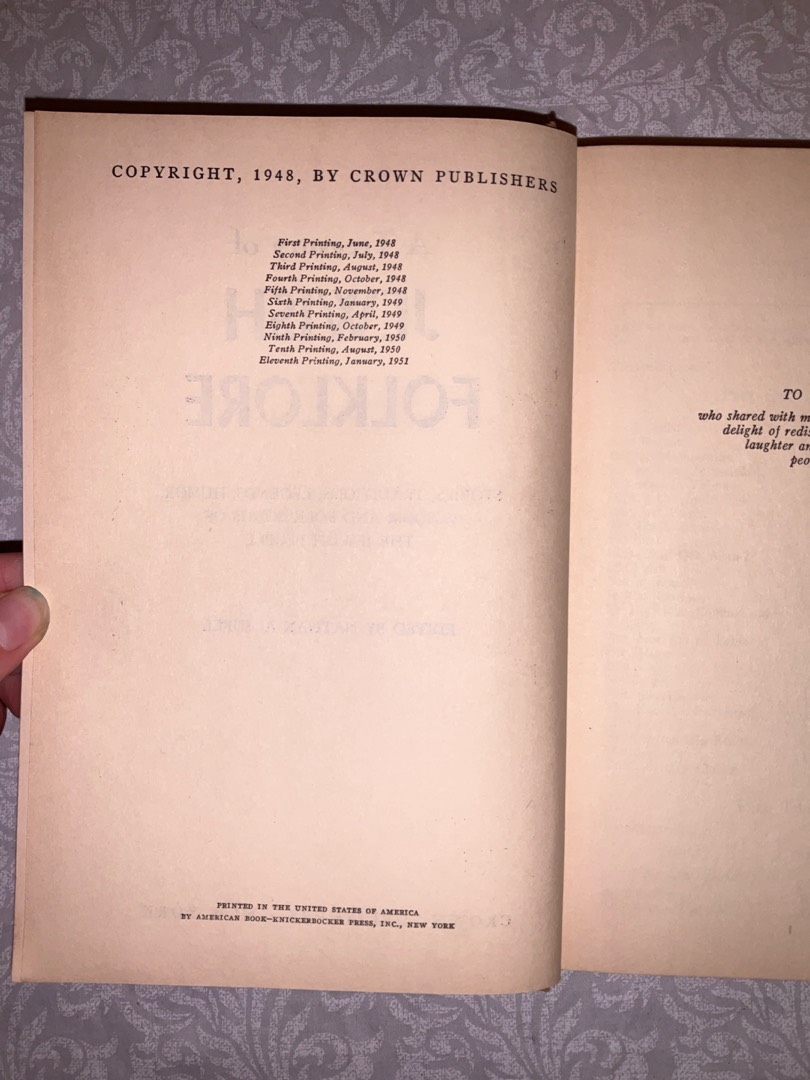 COPYRIGHT, 1948, BY CROWN PUBLISHERS
First Printing, June, 1948
Second Printing, July, 1948
Third Printing, August, 1948
Fourth Printing, October, 1948
Fifth Printing, November, 1948
Sixth Printing, January, 1949
Seventh Printing, April, 1949
Eighth Printing, October, 1949
Ninth Printing, February, 1950
Tenth Printing, August, 1950
Eleventh Printing, January, 1951
FOLKLORE
PRINTED IN THE UNITED STATES OF AMERICA
BY AMERICAN BOOK—KNICKERBOCKER PRESS, INC., NEW YORK
TO
who shared with
delight of
laughter